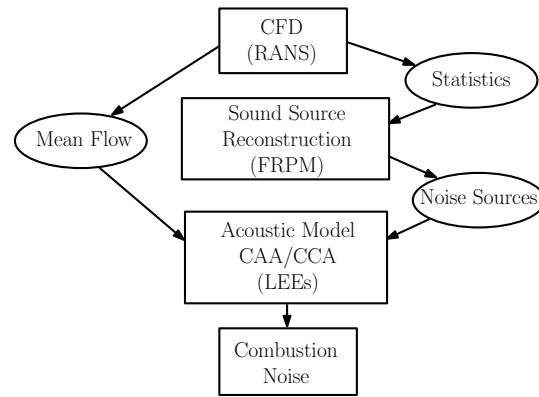 CFD
(RANS)
Statistics
Sound Source
Reconstruction
(FRPM)
Mean Flow
Noise Sources
Acoustic Model
CAA/CCA
(LEEs)
Combustion
Noise